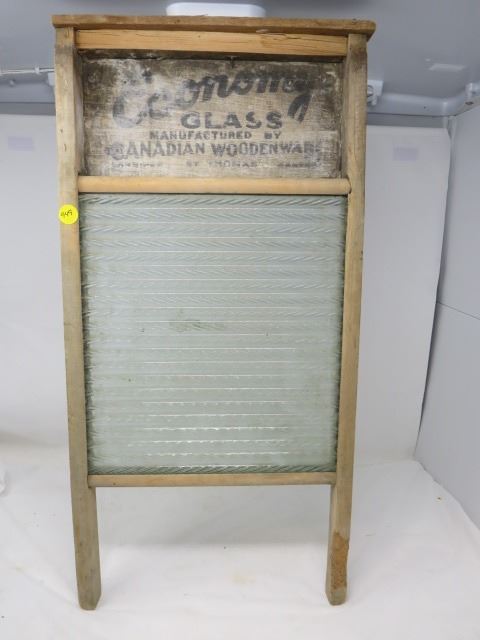 Economy
GLASS
MANUFACTURED BY
CANADIAN WOODENWARE
ST THOMAS